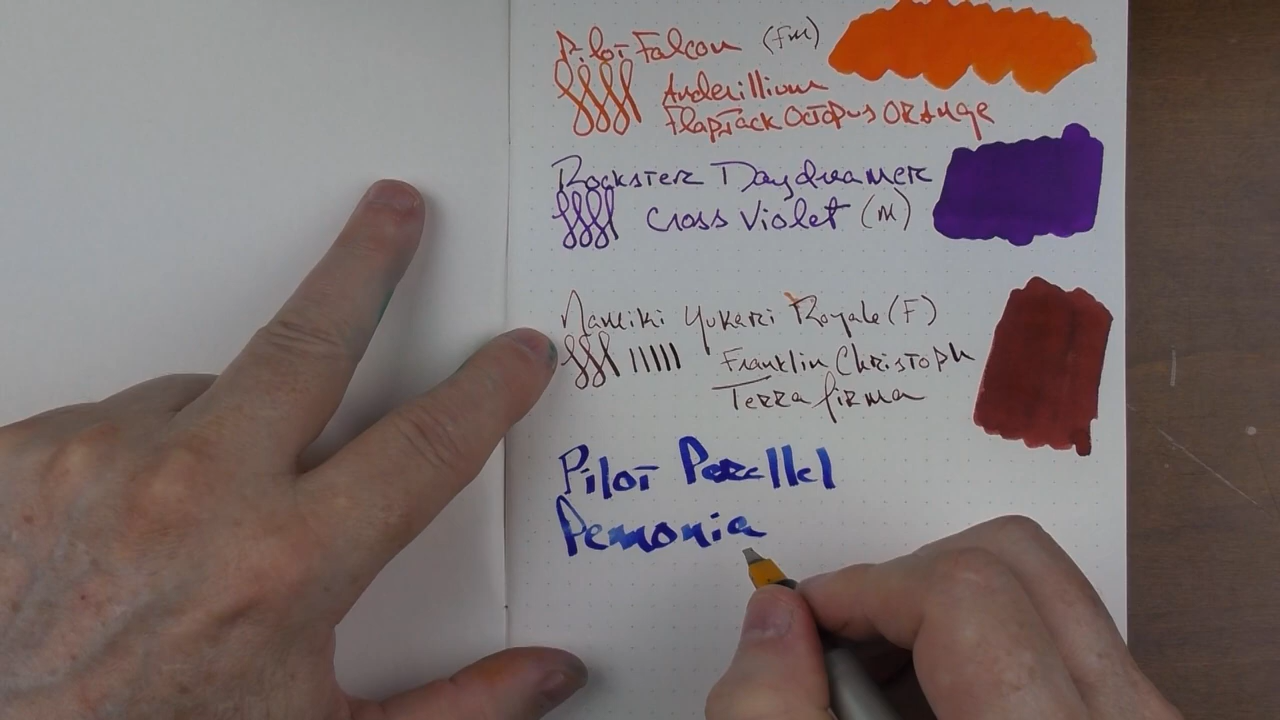 Pilot Falcon (FM)
Anderillium
Flapjack Octopus Orange
Rockster Daydreamer
Cross Violet (M)
Namiki Yukari Royale (F)
Franklin Christoph
Terra firma
Pilot Parallel
Pemonia